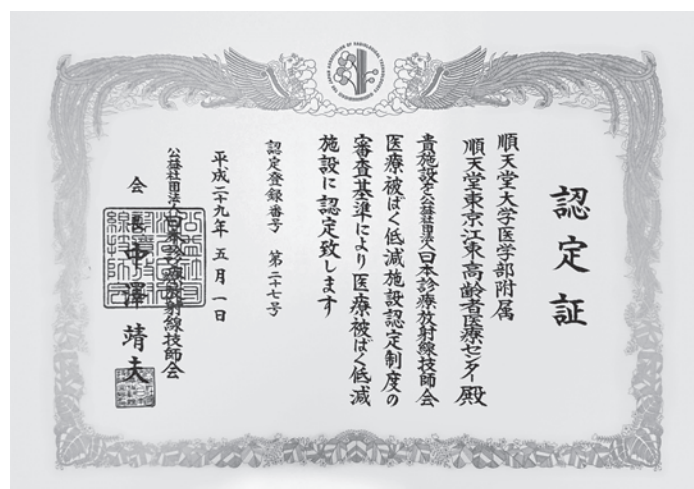 認定証
順天堂大学医学部附属
順天堂東京江東高齢者医療センター殿
貴施設を公益社団法人日本診療放射線技師会
医療被ばく低減施設認定制度の
審査基準により医療被ばく低減
施設に認定致します
認定登録番号 第二十七号
平成二十九年五月一日
公益社団法人日本診療放射線技師会
会長中澤靖夫